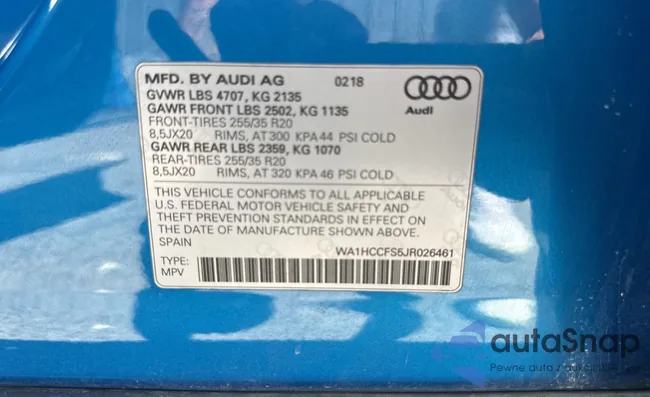 MFD. BY AUDI AG 0218
GVWR LBS 4707, KG 2135
GAWR FRONT LBS 2502, KG 1135
FRONT-TIRES 255/35 R20
8,5JX20 RIMS, AT 300 KPA 44 PSI COLD
GAWR REAR LBS 2359, KG 1070
REAR-TIRES 255/35 R20
8,5JX20 RIMS, AT 320 KPA 46 PSI COLD
Audi
THIS VEHICLE CONFORMS TO ALL APPLICABLE
U.S. FEDERAL MOTOR VEHICLE SAFETY AND
THEFT PREVENTION STANDARDS IN EFFECT ON
THE DATE OF MANUFACTURE SHOWN ABOVE.
SPAIN
WA1HCCFS5JR026461
TYPE:
MPV
autoSnap
Pewne auta z aukcji